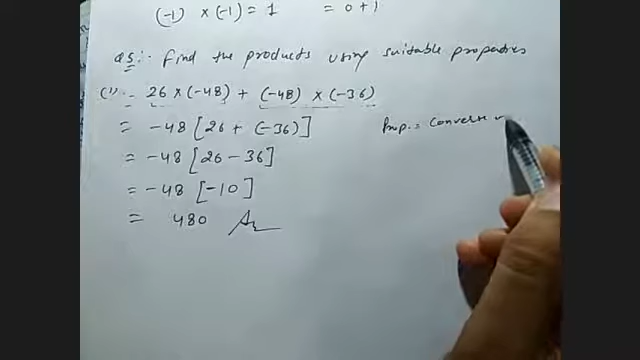 (-1) × (-1) = 1 = 0+1
Q5:- Find the products using suitable properties
(i) :- 26 × (-48) + (-48) × (-36)
= -48 [26 + (-36)]
Prop. = Converse
= -48 [26 - 36]
= -48 [-10]
= 480 Ans